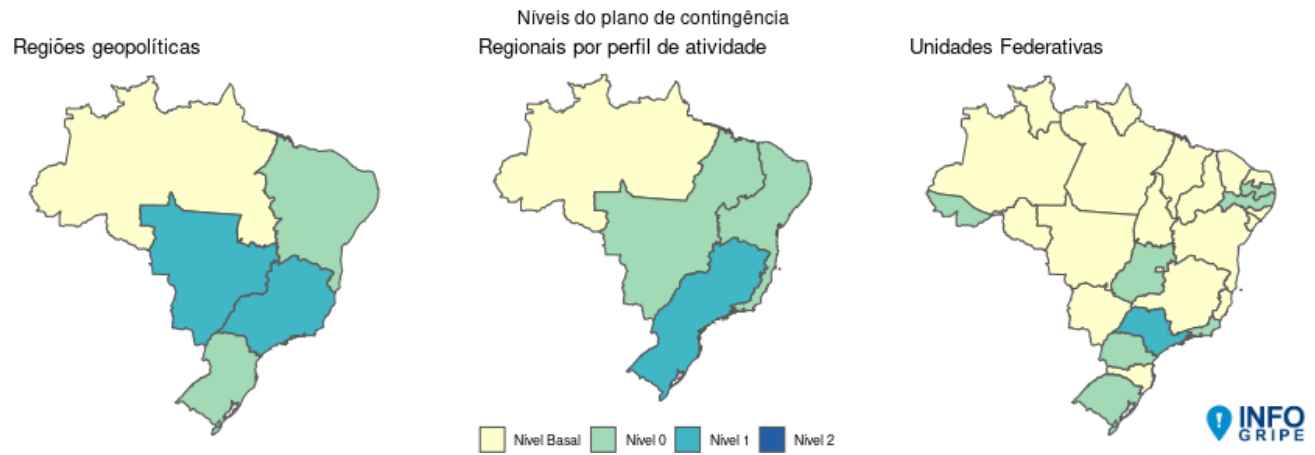 Níveis do plano de contingência
Regiões geopolíticas
Regionais por perfil de atividade
Unidades Federativas
Nível Basal
Nível 0
Nível 1
Nível 2
INFO
GRIPE